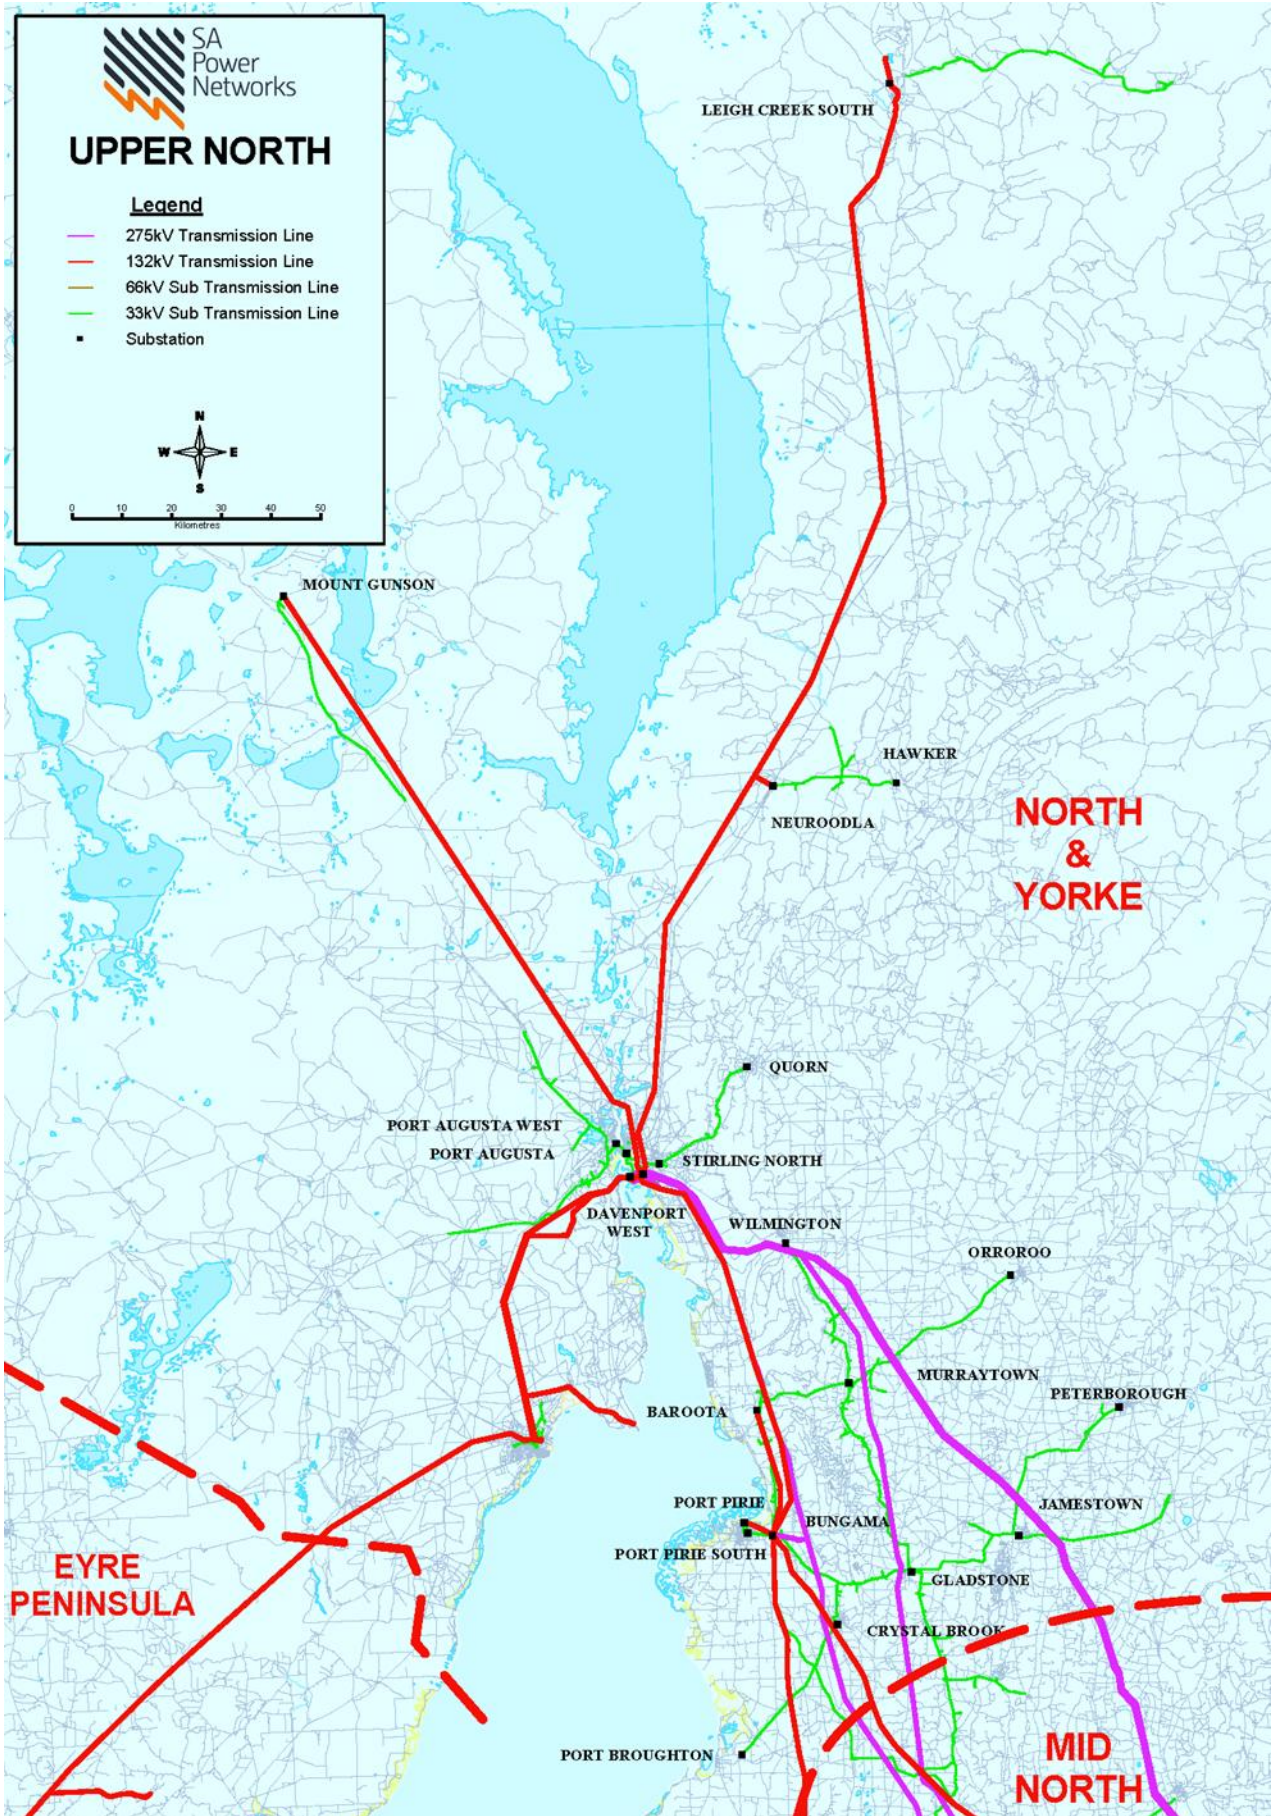 SA
Power
Networks
UPPER NORTH
Legend
275kV Transmission Line
132kV Transmission Line
66kV Sub Transmission Line
33kV Sub Transmission Line
Substation
N
W E
S
0 10 20 30 40 50
Kilometres
LEIGH CREEK SOUTH
MOUNT GUNSON
HAWKER
NEUROODLA
NORTH
&
YORKE
QUORN
PORT AUGUSTA WEST
PORT AUGUSTA
STIRLING NORTH
DAVENPORT
WEST
WILMINGTON
ORROROO
MURRAYTOWN
PETERBOROUGH
BAROOTA
PORT PIRIE
JAMESTOWN
BUNGAMA
PORT PIRIE SOUTH
EYRE
PENINSULA
GLADSTONE
CRYSTAL BROOK
PORT BROUGHTON
MID
NORTH